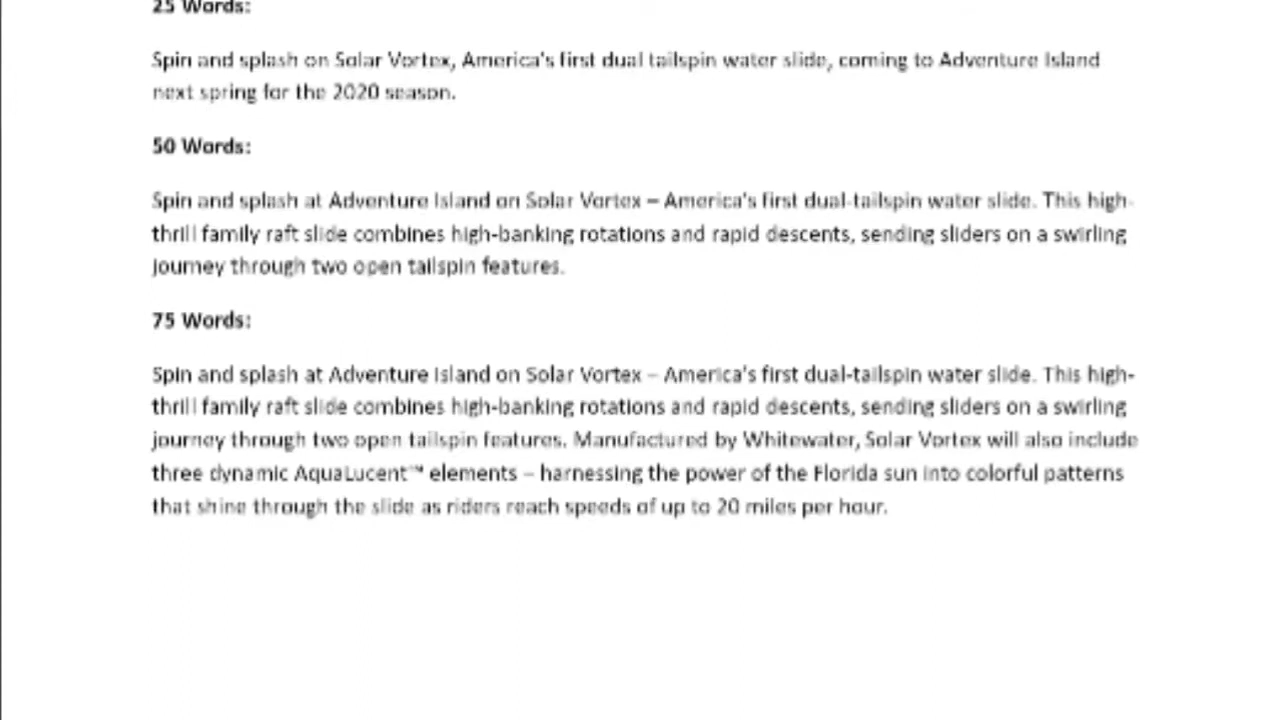 25 Words:
Spin and splash on Solar Vortex, America's first dual tailspin water slide, coming to Adventure Island
next spring for the 2020 season.
50 Words:
Spin and splash at Adventure Island on Solar Vortex – America's first dual-tailspin water slide. This high-
thrill family raft slide combines high-banking rotations and rapid descents, sending sliders on a swirling
journey through two open tailspin features.
75 Words:
Spin and splash at Adventure Island on Solar Vortex – America's first dual-tailspin water slide. This high-
thrill family raft slide combines high-banking rotations and rapid descents, sending sliders on a swirling
journey through two open tailspin features. Manufactured by Whitewater, Solar Vortex will also include
three dynamic AquaLucent™ elements – harnessing the power of the Florida sun into colorful patterns
that shine through the slide as riders reach speeds of up to 20 miles per hour.